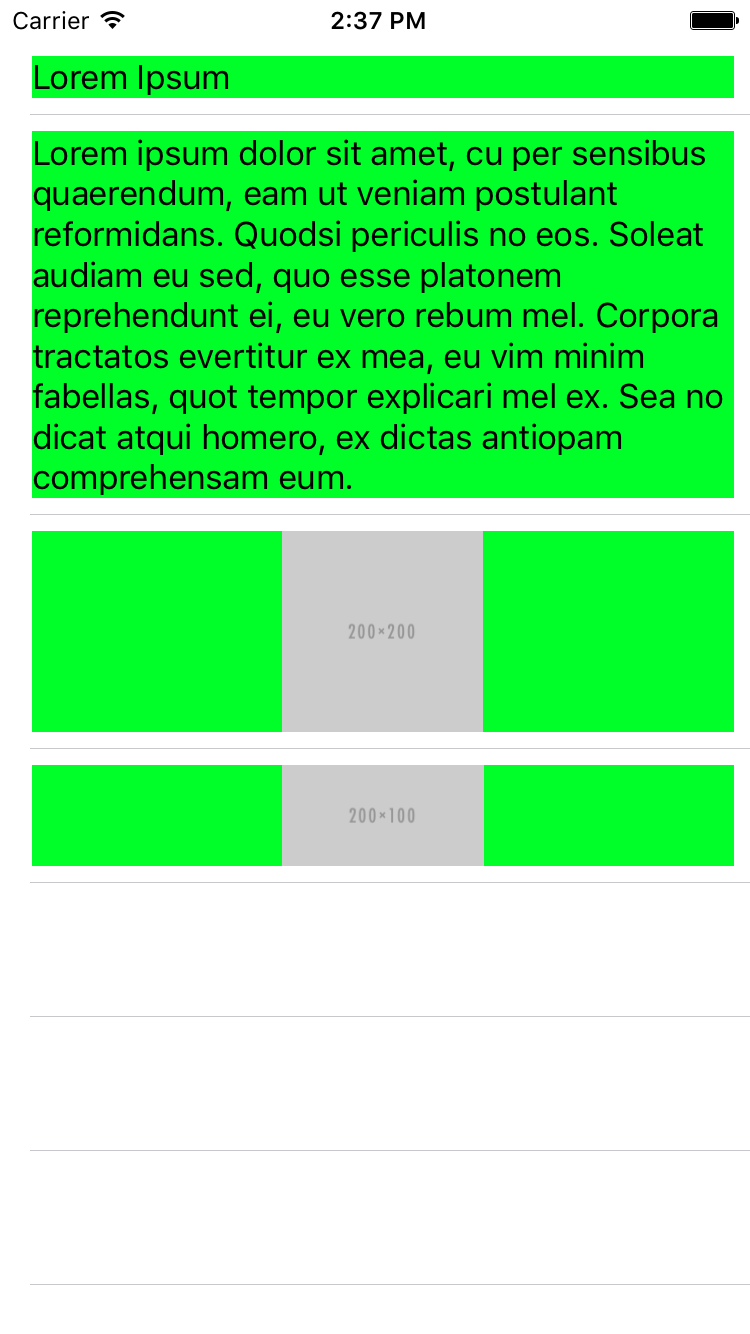 Carrier 2:37 PM
Lorem Ipsum
Lorem ipsum dolor sit amet, cu per sensibus
quaerendum, eam ut veniam postulant
reformidans. Quodsi periculis no eos. Soleat
audiam eu sed, quo esse platonem
reprehendunt ei, eu vero rebum mel. Corpora
tractatos evertitur ex mea, eu vim minim
fabellas, quot tempor explicari mel ex. Sea no
dicat atqui homero, ex dictas antiopam
comprehensam eum.
200×200
200×100